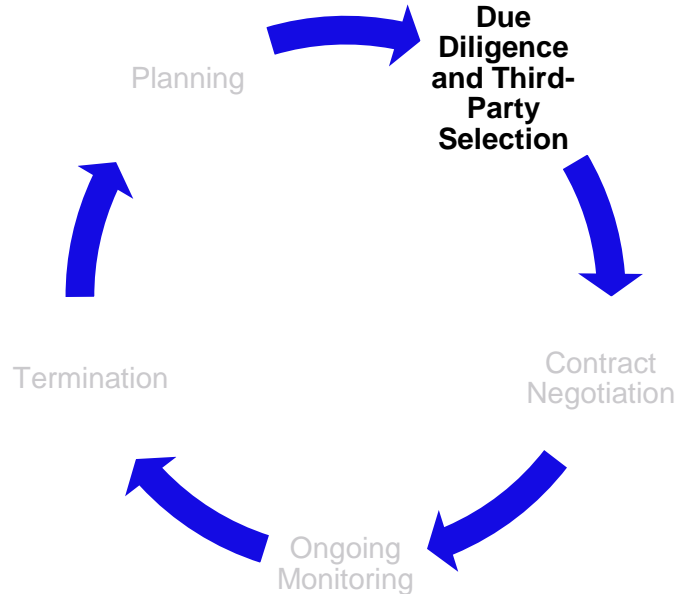 Planning
Due
Diligence
and Third-
Party
Selection
Contract
Negotiation
Ongoing
Monitoring
Termination